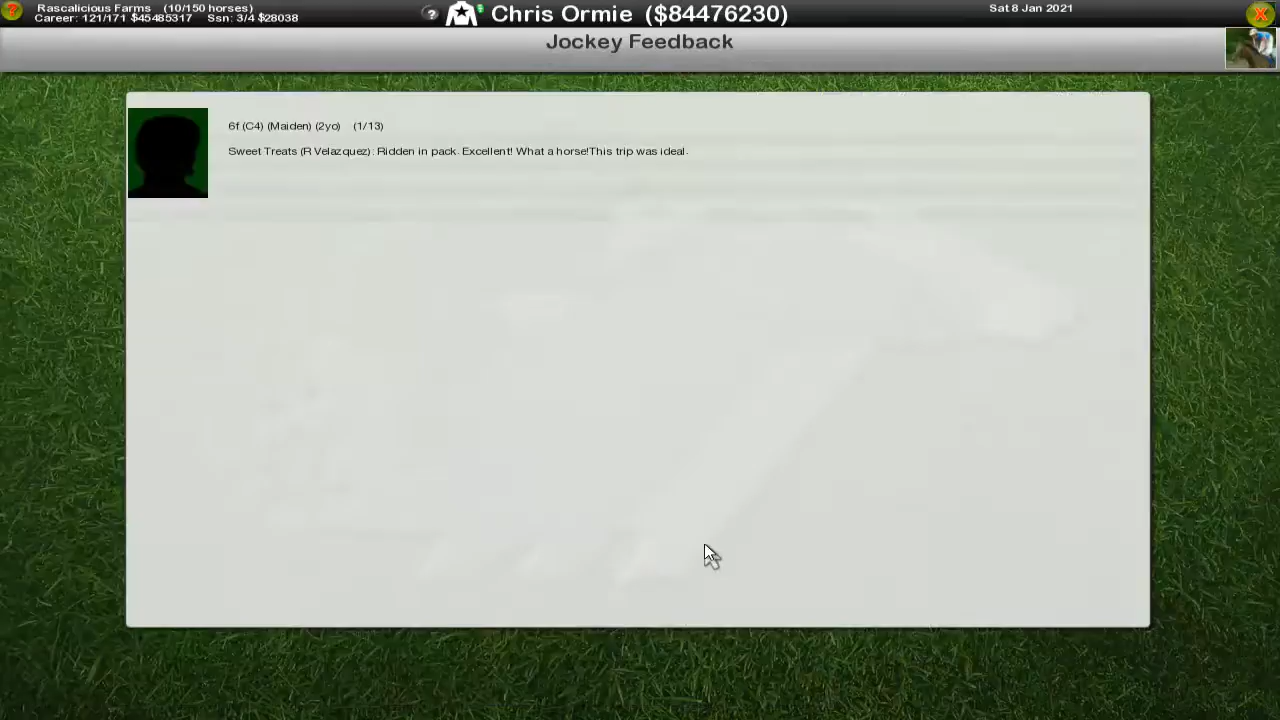 Rascalicious Farms (10/150 horses)
Career: 121/171 $45485317 Ssn: 3/4 $28038
? Chris Ormie ($84476230)
Sat 8 Jan 2021
Jockey Feedback
6f (C4) (Maiden) (2yo) (1/13)
Sweet Treats (R Velazquez): Ridden in pack. Excellent! What a horse!This trip was ideal.